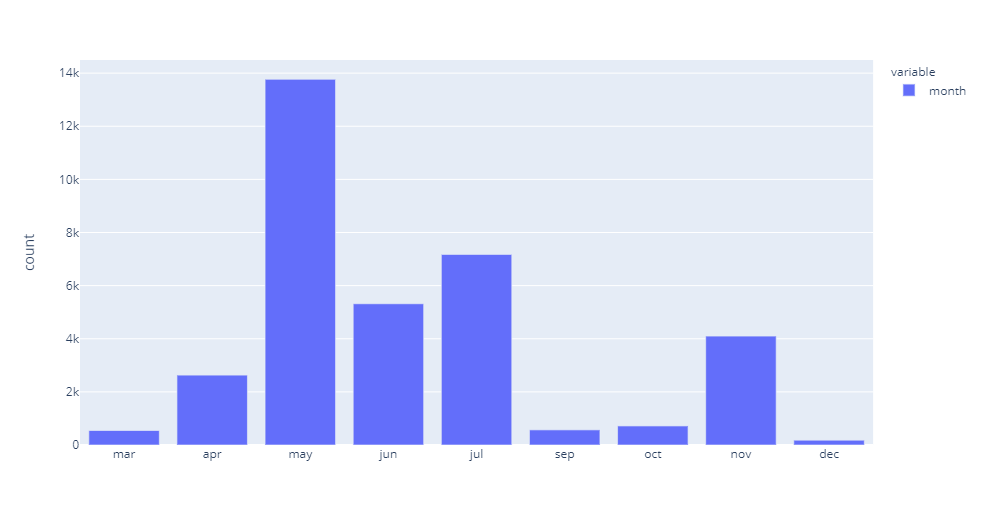 14k
12k
10k
8k
6k
4k
2k
0
count
mar apr may jun jul sep oct nov dec
variable
month